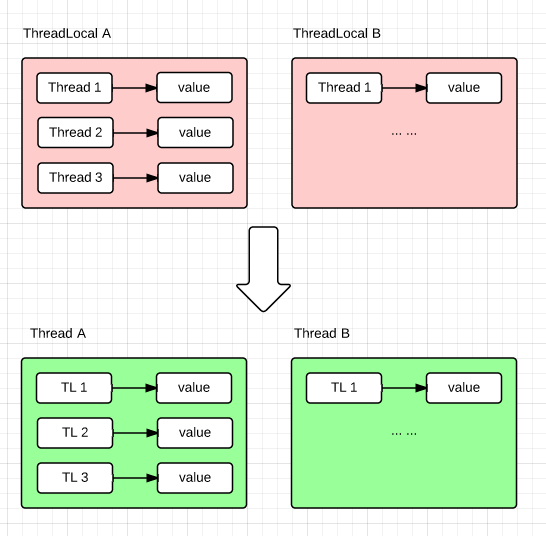 ThreadLocal A
ThreadLocal B
Thread 1
value
Thread 2
value
Thread 3
value
Thread 1
value
... ...
Thread A
Thread B
TL 1
value
TL 2
value
TL 3
value
TL 1
value
... ...